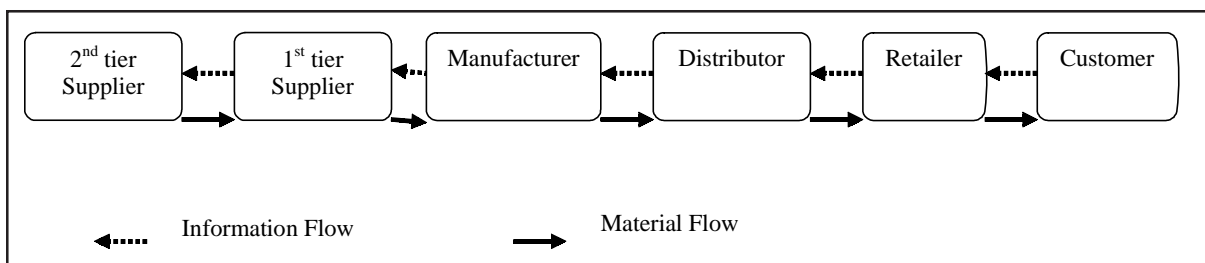 2nd tier
Supplier
1st tier
Supplier
Manufacturer
Distributor
Retailer
Customer
Information Flow
Material Flow